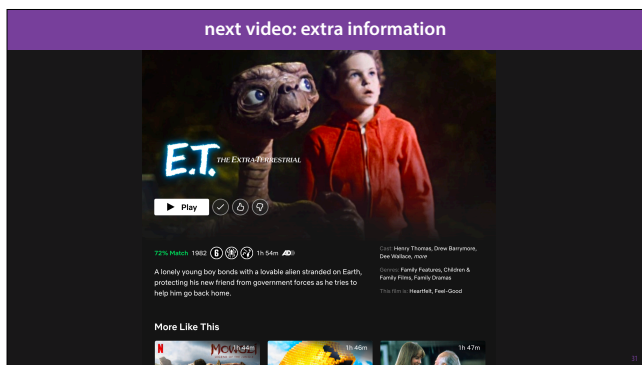 next video: extra information
E.T. THE EXTRA-TERRESTRIAL
Play
72% Match 1982 6 1h 54m AD
A lonely young boy bonds with a lovable alien stranded on Earth,
protecting his new friend from government forces as he tries to
help him go back home.
Cast: Henry Thomas, Drew Barrymore,
Dee Wallace, more
Genres: Family Features, Children &
Family Films, Family Dramas
This film is: Heartfelt, Feel-Good
More Like This
N
MOWGLI
1h 44m
1h 46m
1h 47m